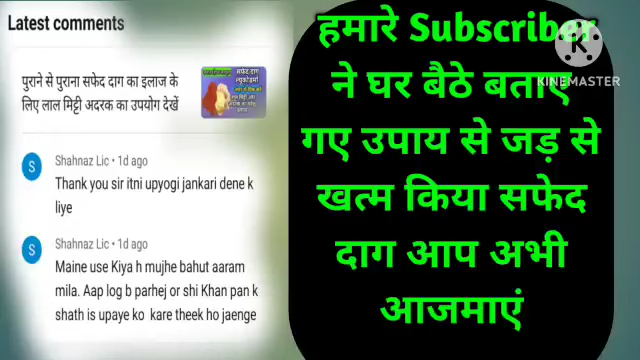 Latest comments
पुराने से पुराना सफेद दाग का इलाज के
लिए लाल मिट्टी अदरक का उपयोग देखें
S
Shahnaz Lic • 1d ago
Thank you sir itni upyogi jankari dene k
liye
S
Shahnaz Lic • 1d ago
Maine use Kiya h mujhe bahut aaram
mila. Aap log b parhej or shi Khan pan k
shath is upaye ko kare theek ho jaenge
हमारे Subscriber
ने घर बैठे बताए
गए उपाय से जड़ से
खत्म किया सफेद
दाग आप अभी
आजमाएं
KINEMASTER